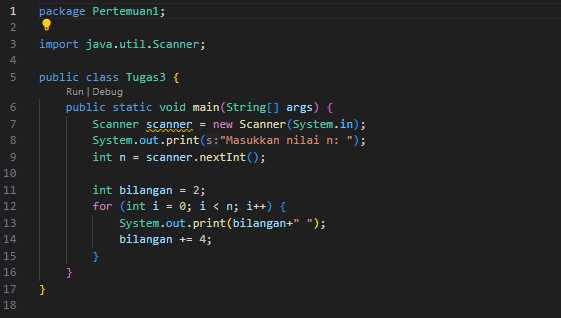 1 package Pertemuan1;
2
3 import java.util.Scanner;
4
5 public class Tugas3 {
Run | Debug
6 public static void main(String[] args) {
7 Scanner scanner = new Scanner(System.in);
8 System.out.print(s:"Masukkan nilai n: ");
9 int n = scanner.nextInt();
10
11 int bilangan = 2;
12 for (int i = 0; i < n; i++) {
13 System.out.print(bilangan+" ");
14 bilangan += 4;
15 }
16 }
17 }
18